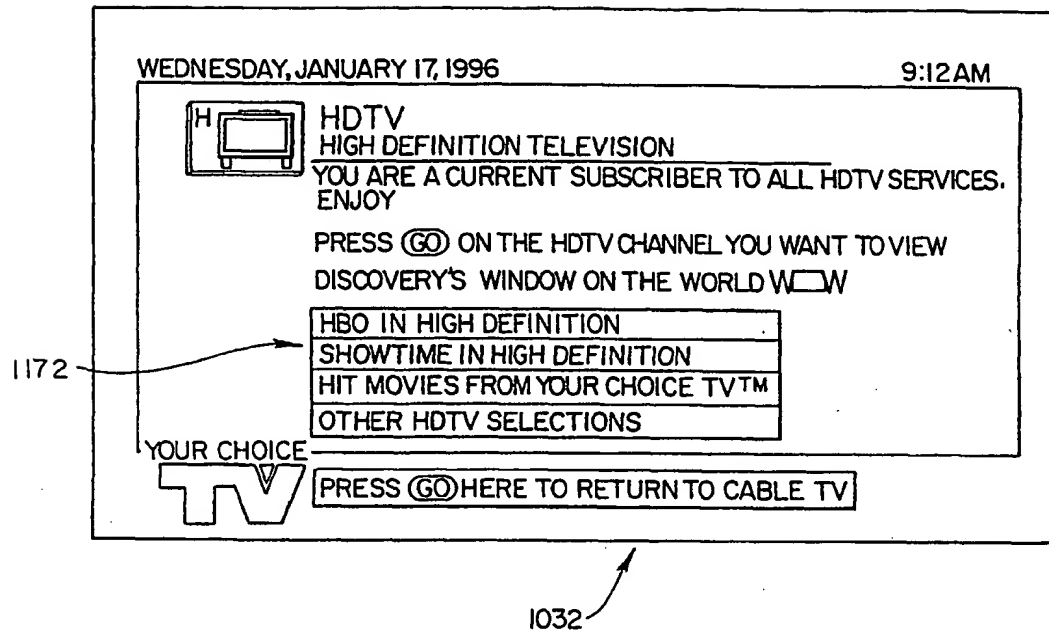 WEDNESDAY, JANUARY 17, 1996 9:12AM
H
HDTV
HIGH DEFINITION TELEVISION
YOU ARE A CURRENT SUBSCRIBER TO ALL HDTV SERVICES.
ENJOY
PRESS (GO) ON THE HDTV CHANNEL YOU WANT TO VIEW
DISCOVERY'S WINDOW ON THE WORLD WOW
HBO IN HIGH DEFINITION
SHOWTIME IN HIGH DEFINITION
HIT MOVIES FROM YOUR CHOICE TV™
OTHER HDTV SELECTIONS
1172
YOUR CHOICE
TV
PRESS (GO) HERE TO RETURN TO CABLE TV
1032